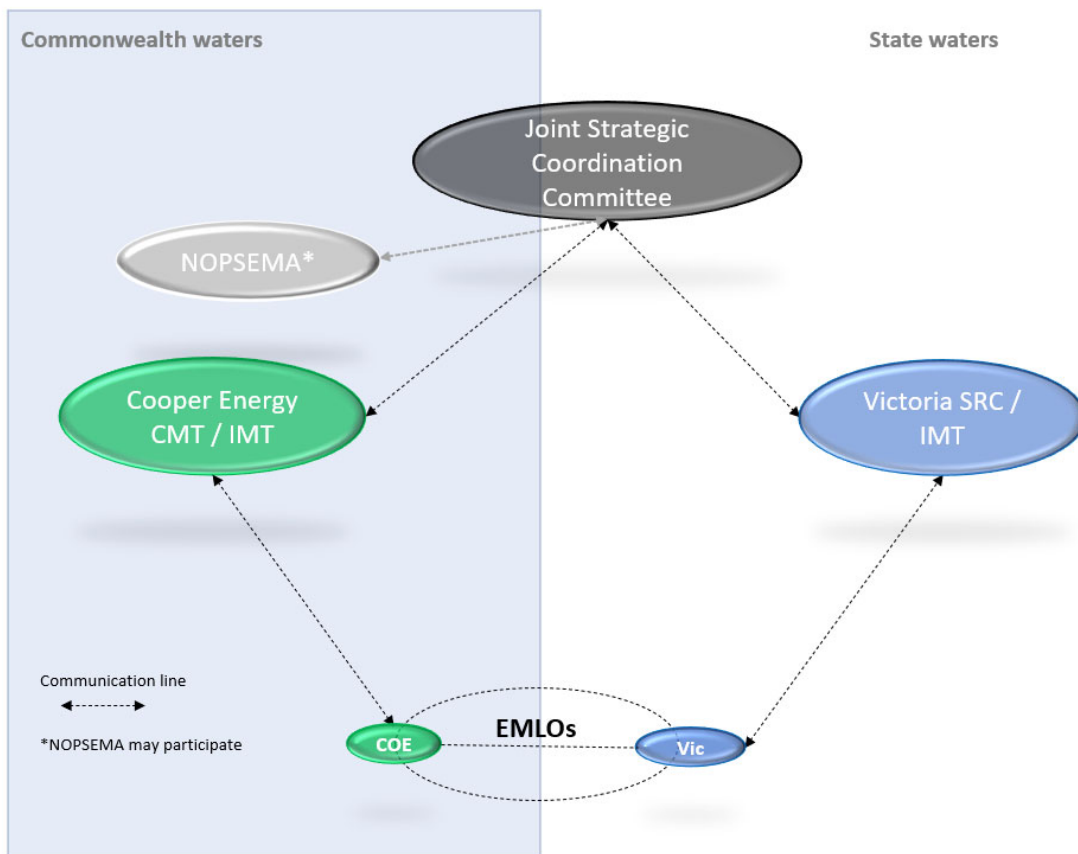 Commonwealth waters
State waters
Joint Strategic
Coordination
Committee
NOPSEMA*
Cooper Energy
CMT / IMT
Victoria SRC /
IMT
Communication line
*NOPSEMA may participate
EMLOs
COE
Vic